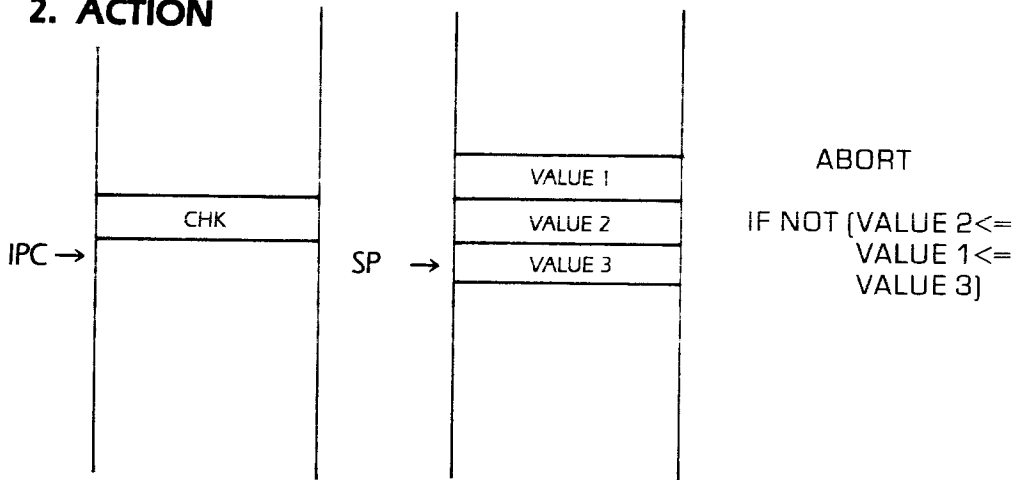 2. ACTION
VALUE 1
CHK
VALUE 2
IPC →
SP →
VALUE 3
ABORT
IF NOT (VALUE 2<=
VALUE 1<=
VALUE 3)